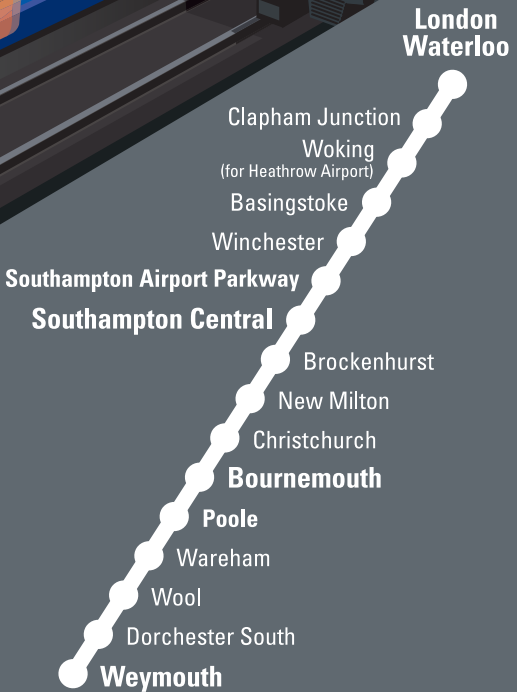 London
Waterloo
Clapham Junction
Woking
(for Heathrow Airport)
Basingstoke
Winchester
Southampton Airport Parkway
Southampton Central
Brockenhurst
New Milton
Christchurch
Bournemouth
Poole
Wareham
Wool
Dorchester South
Weymouth